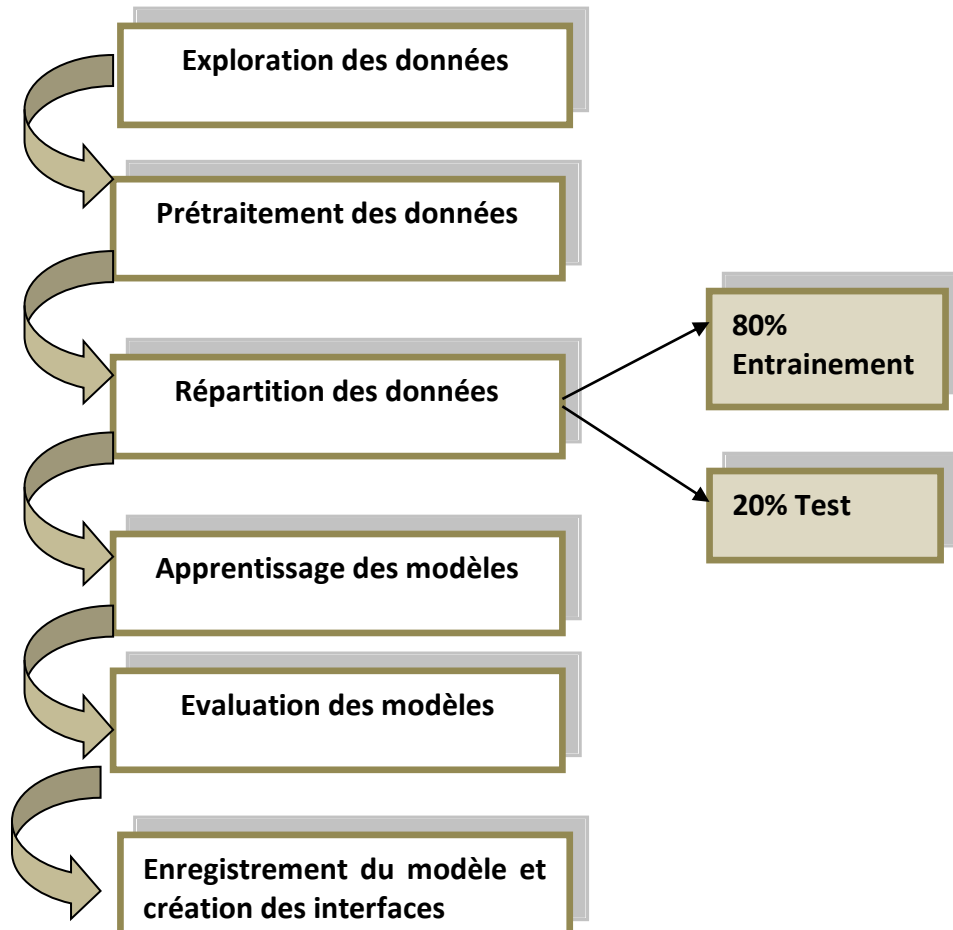 Exploration des données
Prétraitement des données
Répartition des données
80%
Entrainement
20% Test
Apprentissage des modèles
Evaluation des modèles
Enregistrement du modèle et
création des interfaces